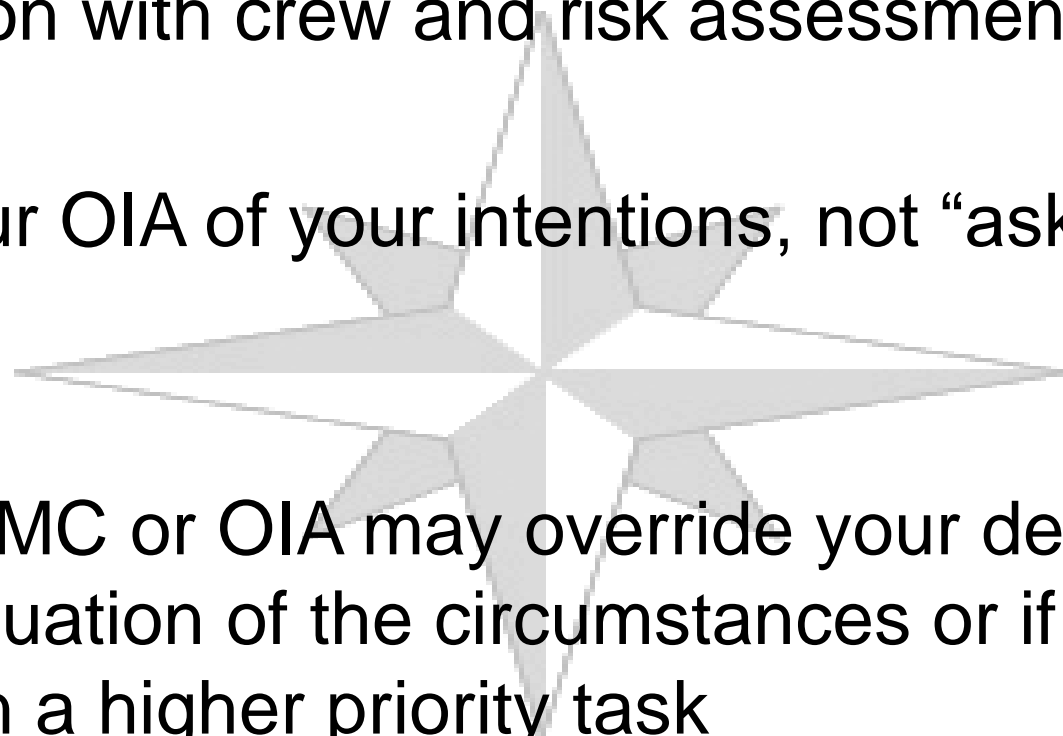 on with crew and risk assessmen
ur OIA of your intentions, not “ask
MC or OIA may override your de
uation of the circumstances or if
n a higher priority task